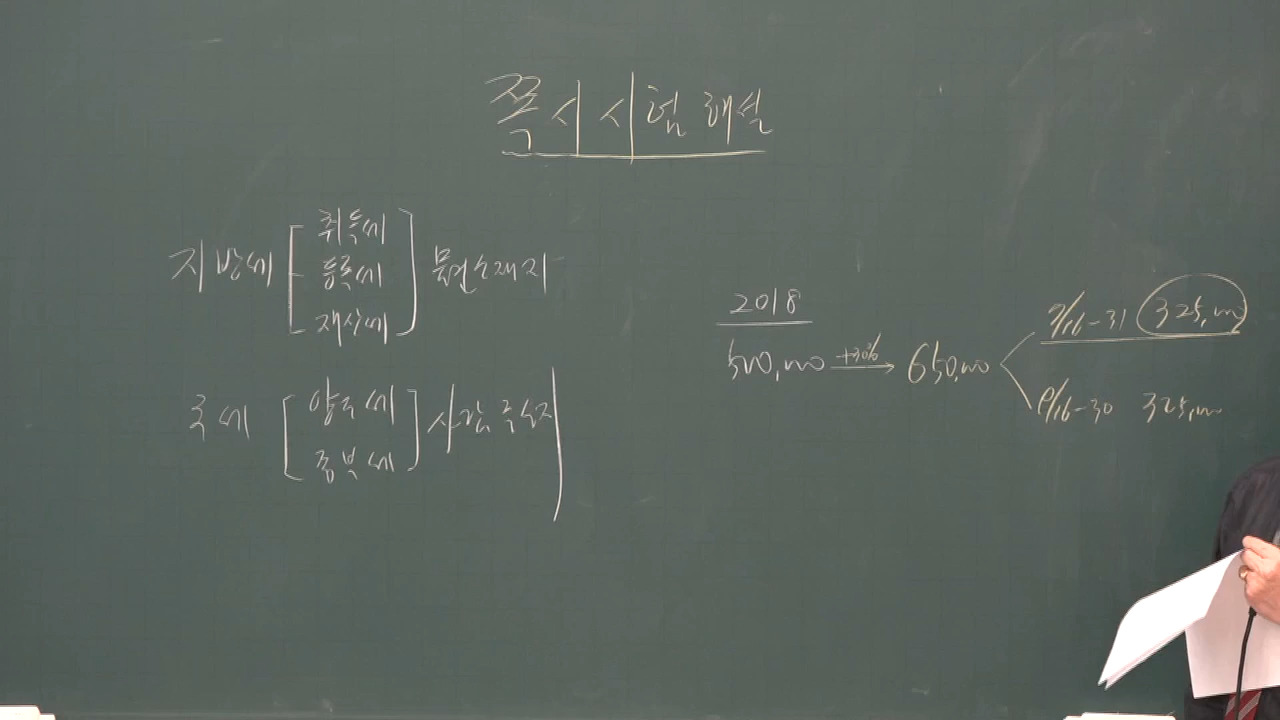 쪽지시험 해설
지방세
취득세
등록세
재산세
물건소재지
국세
양도세
종부세
사람 주소지
2018
500,000 +30% → 650,000
7/16-31 325,000
9/16-30 325,000